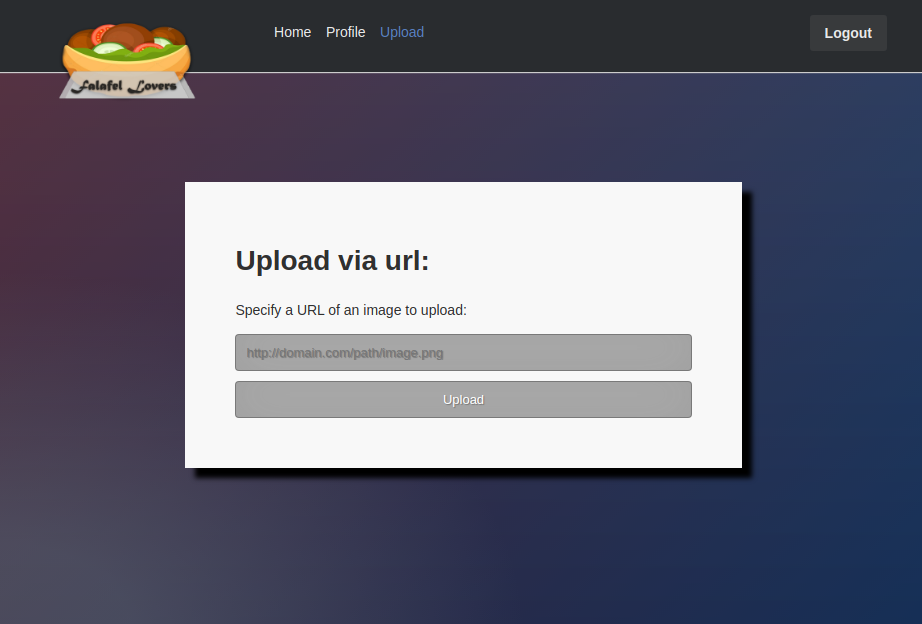 Home Profile Upload
Logout
Falafel Lovers
Upload via url:
Specify a URL of an image to upload:
http://domain.com/path/image.png
Upload